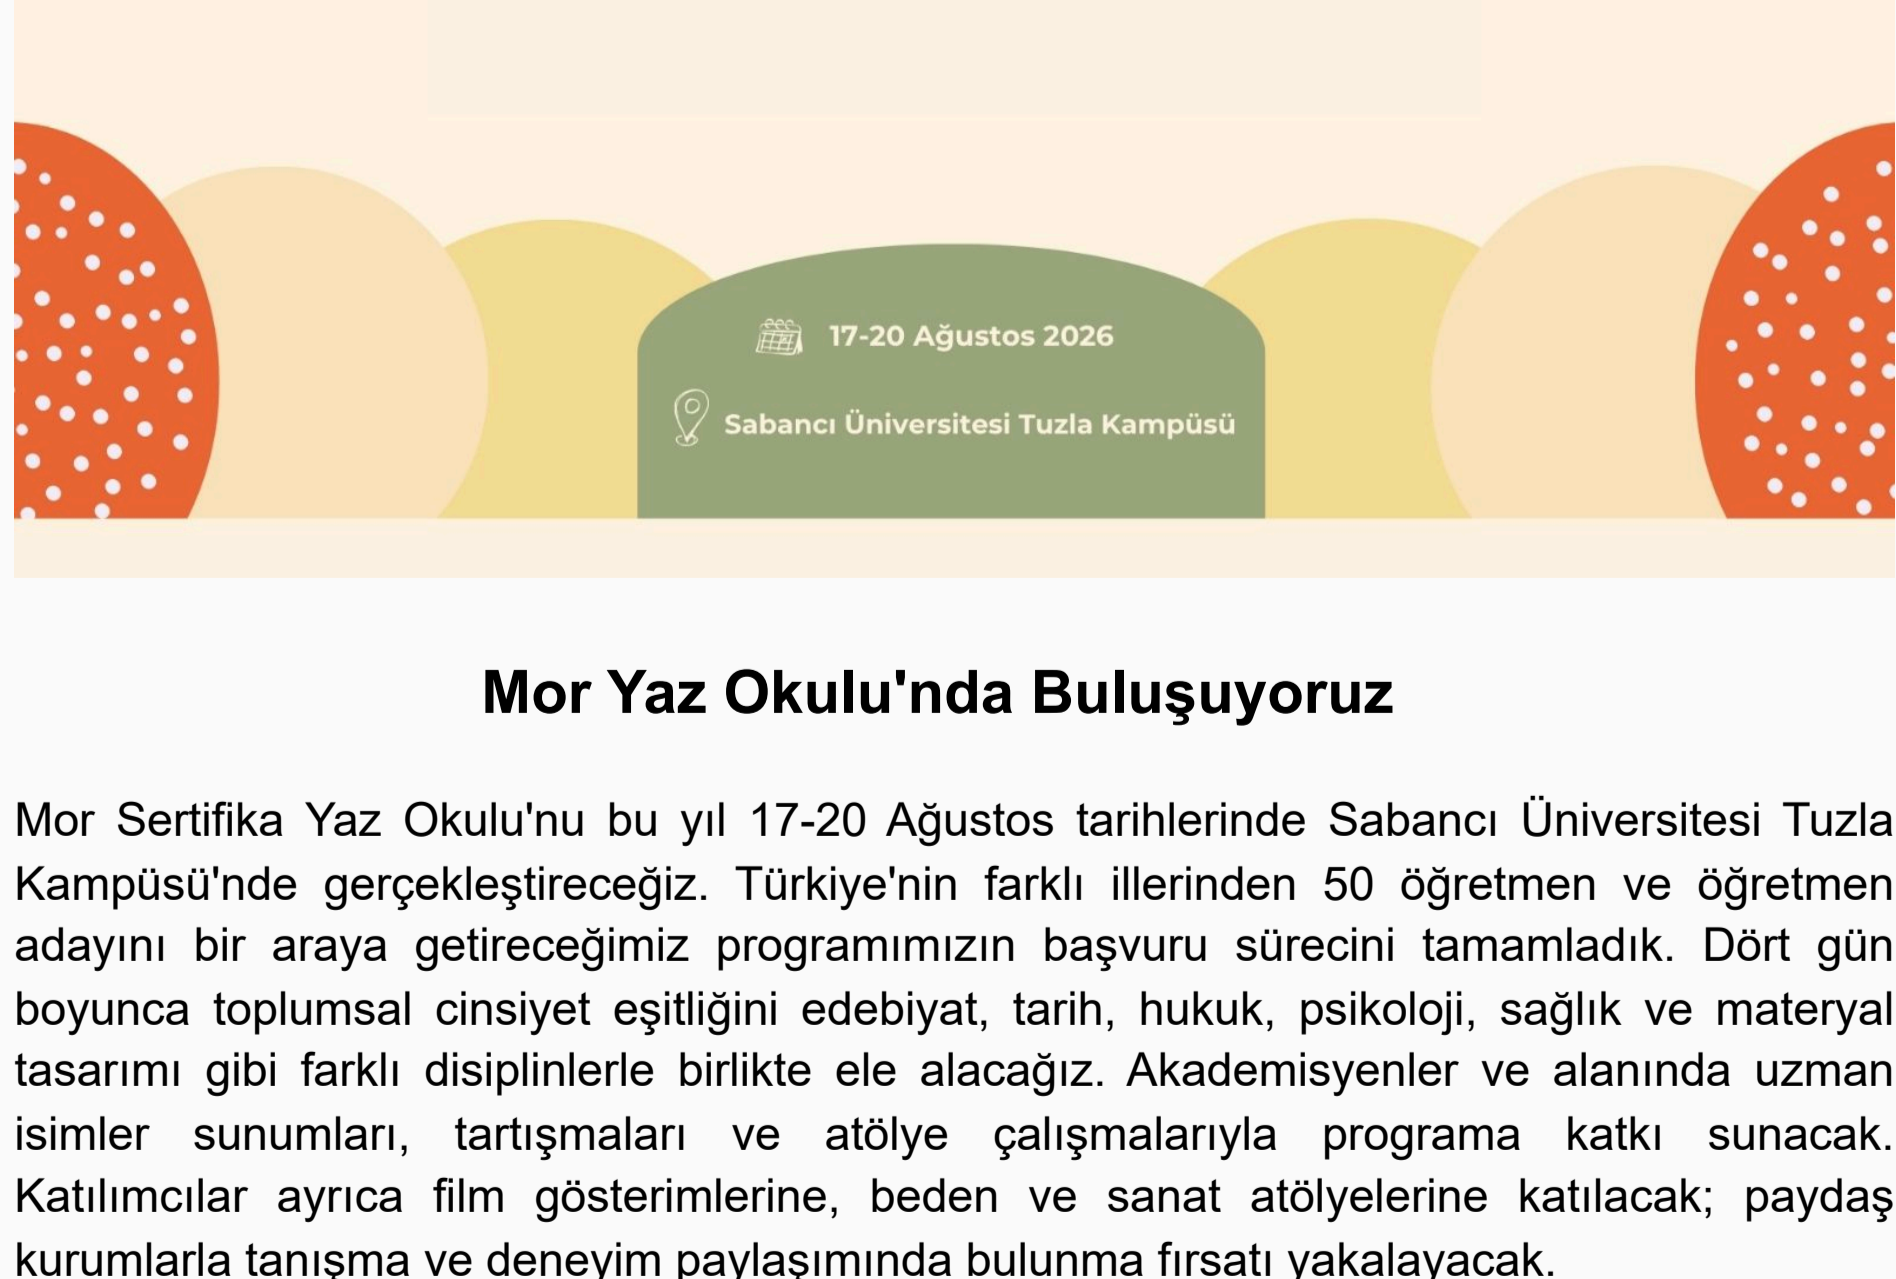 17-20 Ağustos 2026
Sabancı Üniversitesi Tuzla Kampüsü
Mor Yaz Okulu'nda Buluşuyoruz
Mor Sertifika Yaz Okulu'nu bu yıl 17-20 Ağustos tarihlerinde Sabancı Üniversitesi Tuzla
Kampüsü'nde gerçekleştireceğiz. Türkiye'nin farklı illerinden 50 öğretmen ve öğretmen
adayını bir araya getireceğimiz programımızın başvuru sürecini tamamladık. Dört gün
boyunca toplumsal cinsiyet eşitliğini edebiyat, tarih, hukuk, psikoloji, sağlık ve materyal
tasarımı gibi farklı disiplinlerle birlikte ele alacağız. Akademisyenler ve alanında uzman
isimler sunumları, tartışmaları ve atölye çalışmalarıyla programa katkı sunacak.
Katılımcılar ayrıca film gösterimlerine, beden ve sanat atölyelerine katılacak; paydaş
kurumlarla tanışma ve deneyim paylaşımında bulunma fırsatı yakalayacak.